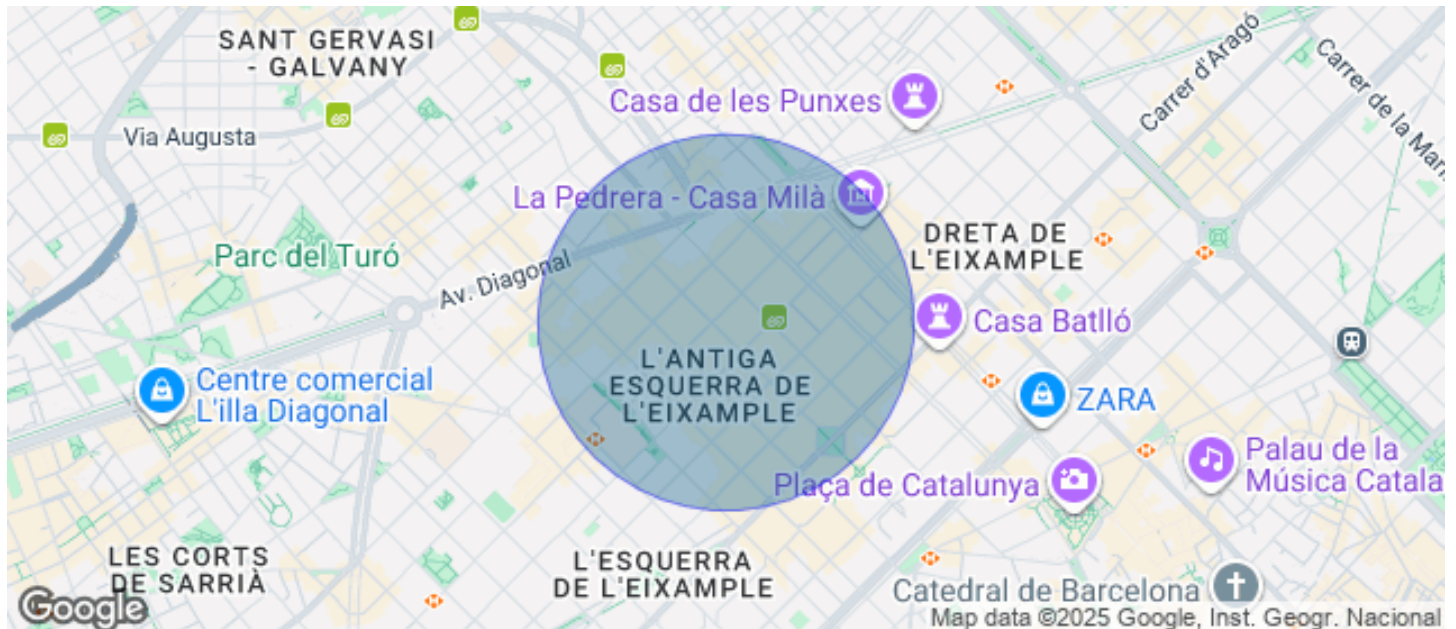 SANT GERVASI
- GALVANY
Casa de les Punxes
Carrer d'Aragó
Carrer de la Mari
Via Augusta
La Pedrera - Casa Milà
DRETA DE
L'EIXAMPLE
Parc del Turó
Av. Diagonal
Casa Batlló
L'ANTIGA
ESQUERRA DE
L'EIXAMPLE
Centre comercial
L'illa Diagonal
ZARA
Palau de la
Música Catala
Plaça de Catalunya
LES CORTS
DE SARRIÀ
L'ESQUERRA
DE L'EIXAMPLE
Catedral de Barcelona
Google
Map data ©2025 Google, Inst. Geogr. Nacional